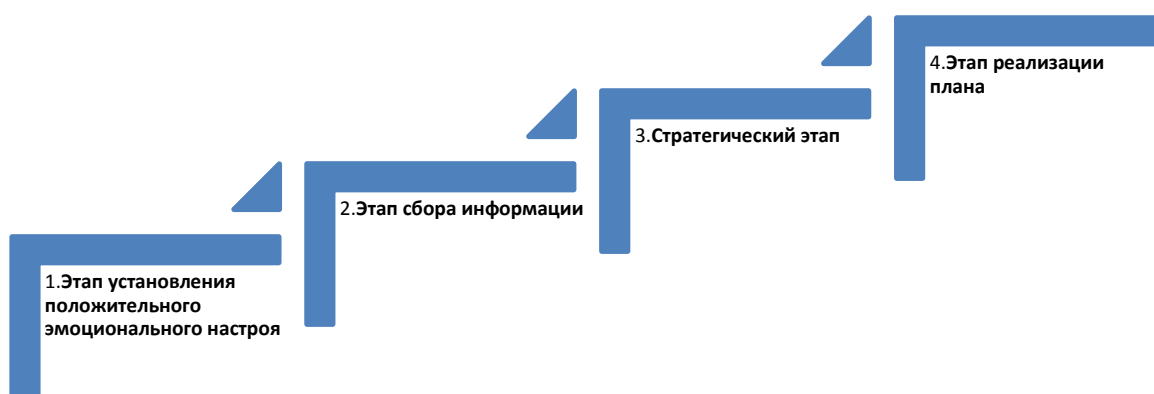 1.Этап установления
положительного
эмоционального настроя
2.Этап сбора информации
3.Стратегический этап
4.Этап реализации
плана